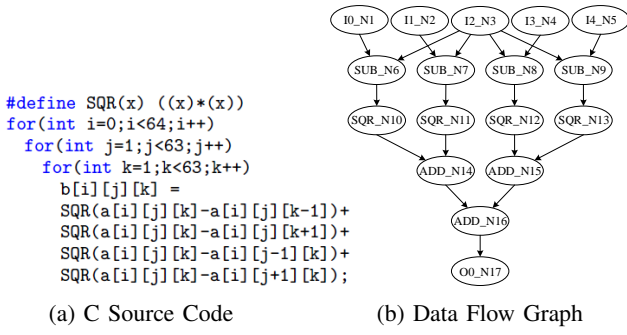 #define SQR(x) ((x)*(x))
for(int i=0;i<64;i++)
for(int j=1;j<63;j++)
for(int k=1;k<63;k++)
b[i][j][k] =
SQR(a[i][j][k]-a[i][j][k-1])+
SQR(a[i][j][k]-a[i][j][k+1])+
SQR(a[i][j][k]-a[i][j-1][k])+
SQR(a[i][j][k]-a[i][j+1][k]);
(a) C Source Code
I0_N1 I1_N2 I2_N3 I3_N4 I4_N5
SUB_N6 SUB_N7 SUB_N8 SUB_N9
SQR_N10 SQR_N11 SQR_N12 SQR_N13
ADD_N14 ADD_N15
ADD_N16
O0_N17
(b) Data Flow Graph